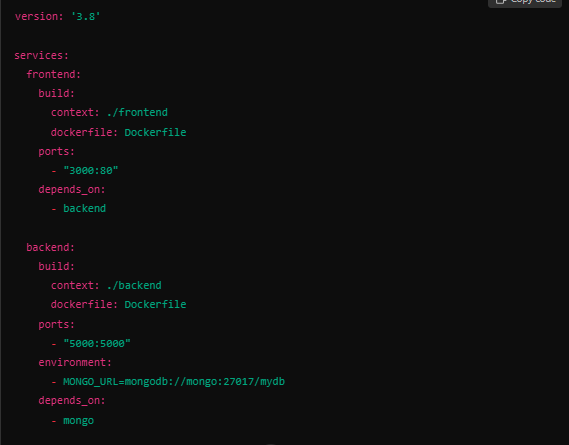 Copy code
version: '3.8'
services:
  frontend:
    build:
      context: ./frontend
      dockerfile: Dockerfile
    ports:
      - "3000:80"
    depends_on:
      - backend
  backend:
    build:
      context: ./backend
      dockerfile: Dockerfile
    ports:
      - "5000:5000"
    environment:
      - MONGO_URL=mongodb://mongo:27017/mydb
    depends_on:
      - mongo